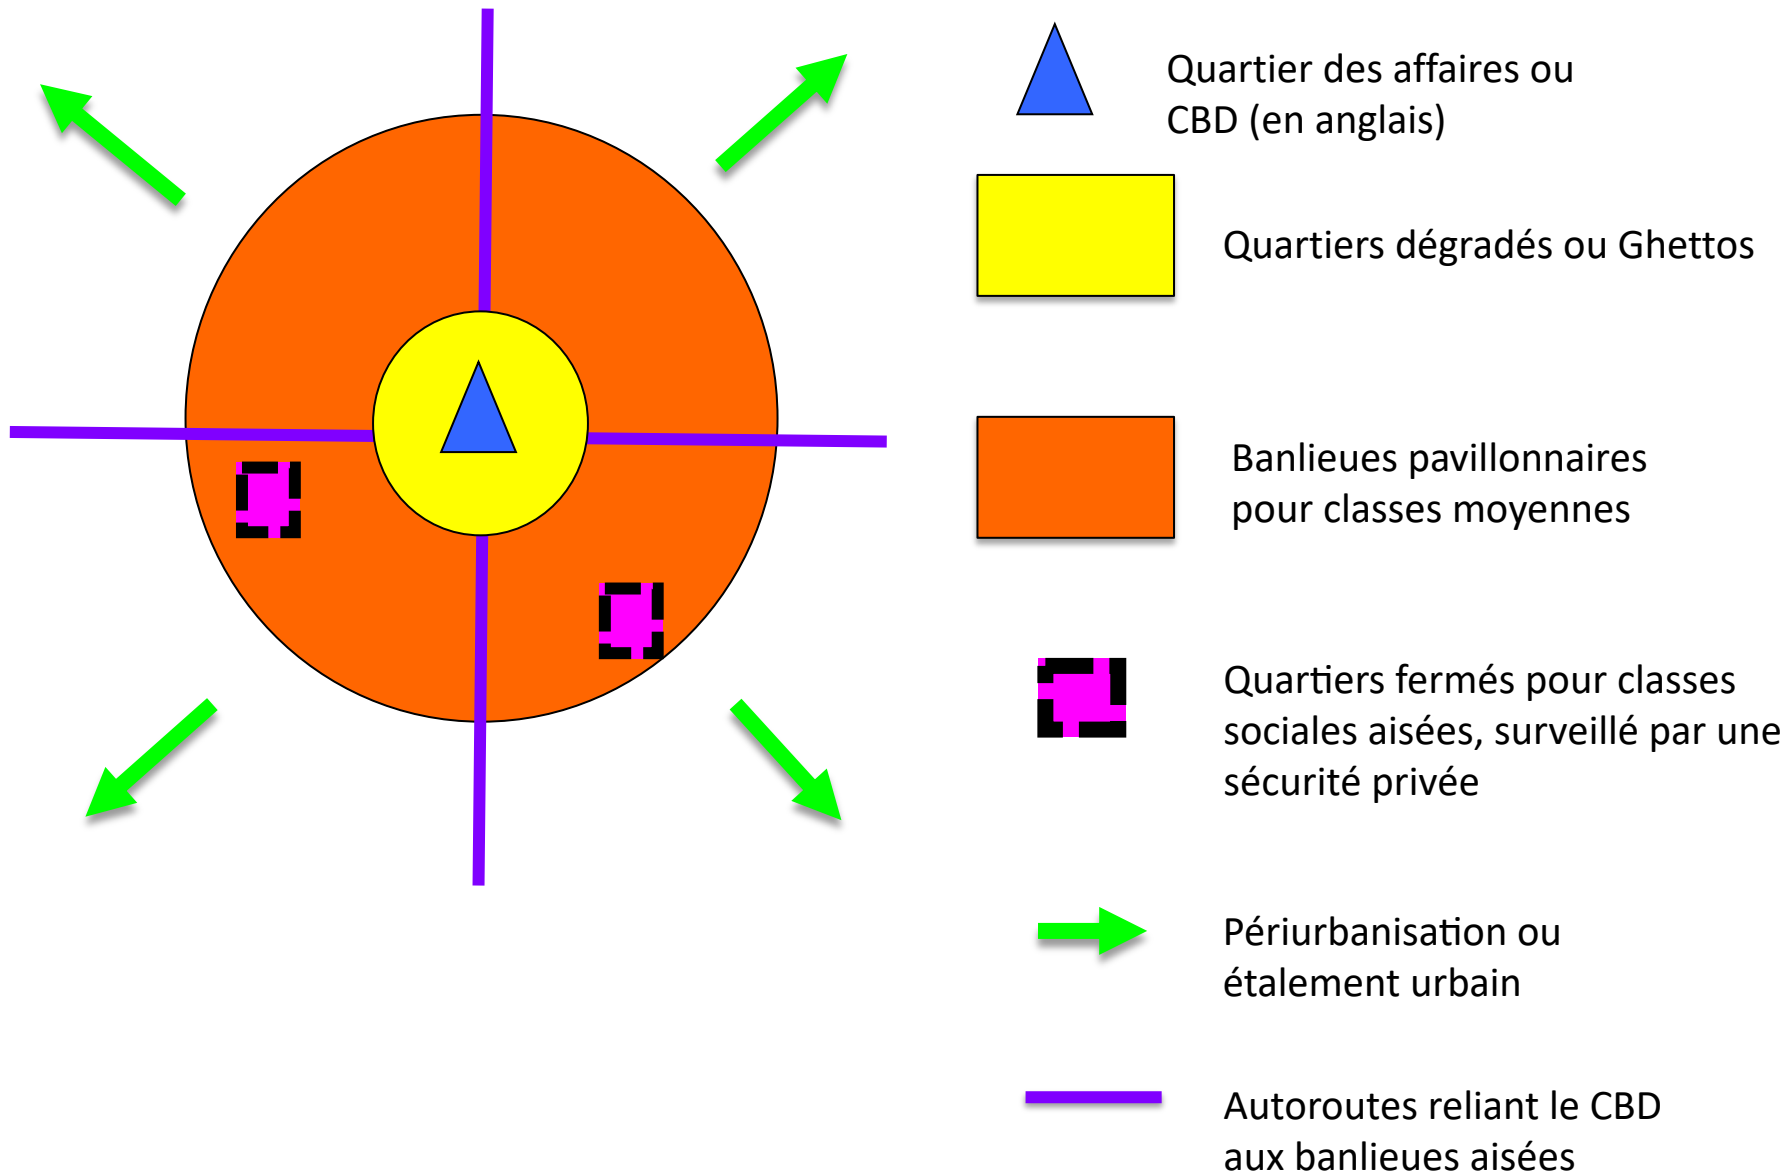 Quartier des affaires ou
CBD (en anglais)
Quartiers dégradés ou Ghettos
Banlieues pavillonnaires
pour classes moyennes
Quartiers fermés pour classes
sociales aisées, surveillé par une
sécurité privée
Périurbanisation ou
étalement urbain
Autoroutes reliant le CBD
aux banlieues aisées